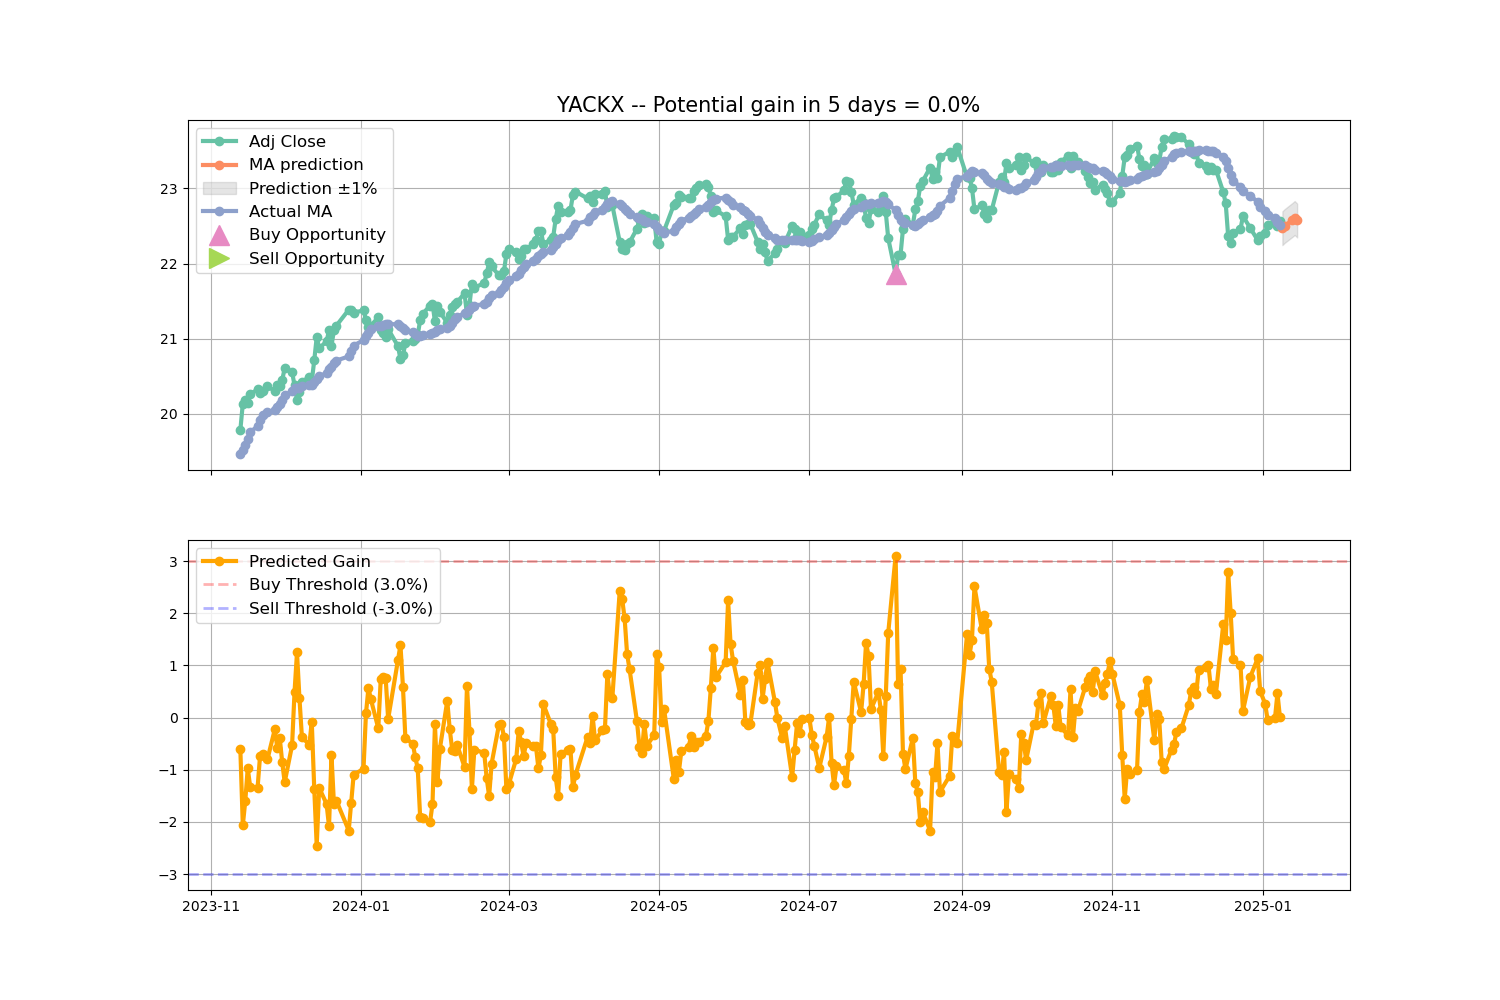 YACKX -- Potential gain in 5 days = 0.0%
Adj Close
MA prediction
Prediction ±1%
Actual MA
Buy Opportunity
Sell Opportunity
23
22
21
20
Predicted Gain
Buy Threshold (3.0%)
Sell Threshold (-3.0%)
3
2
1
0
−1
−2
−3
2023-11 2024-01 2024-03 2024-05 2024-07 2024-09 2024-11 2025-01